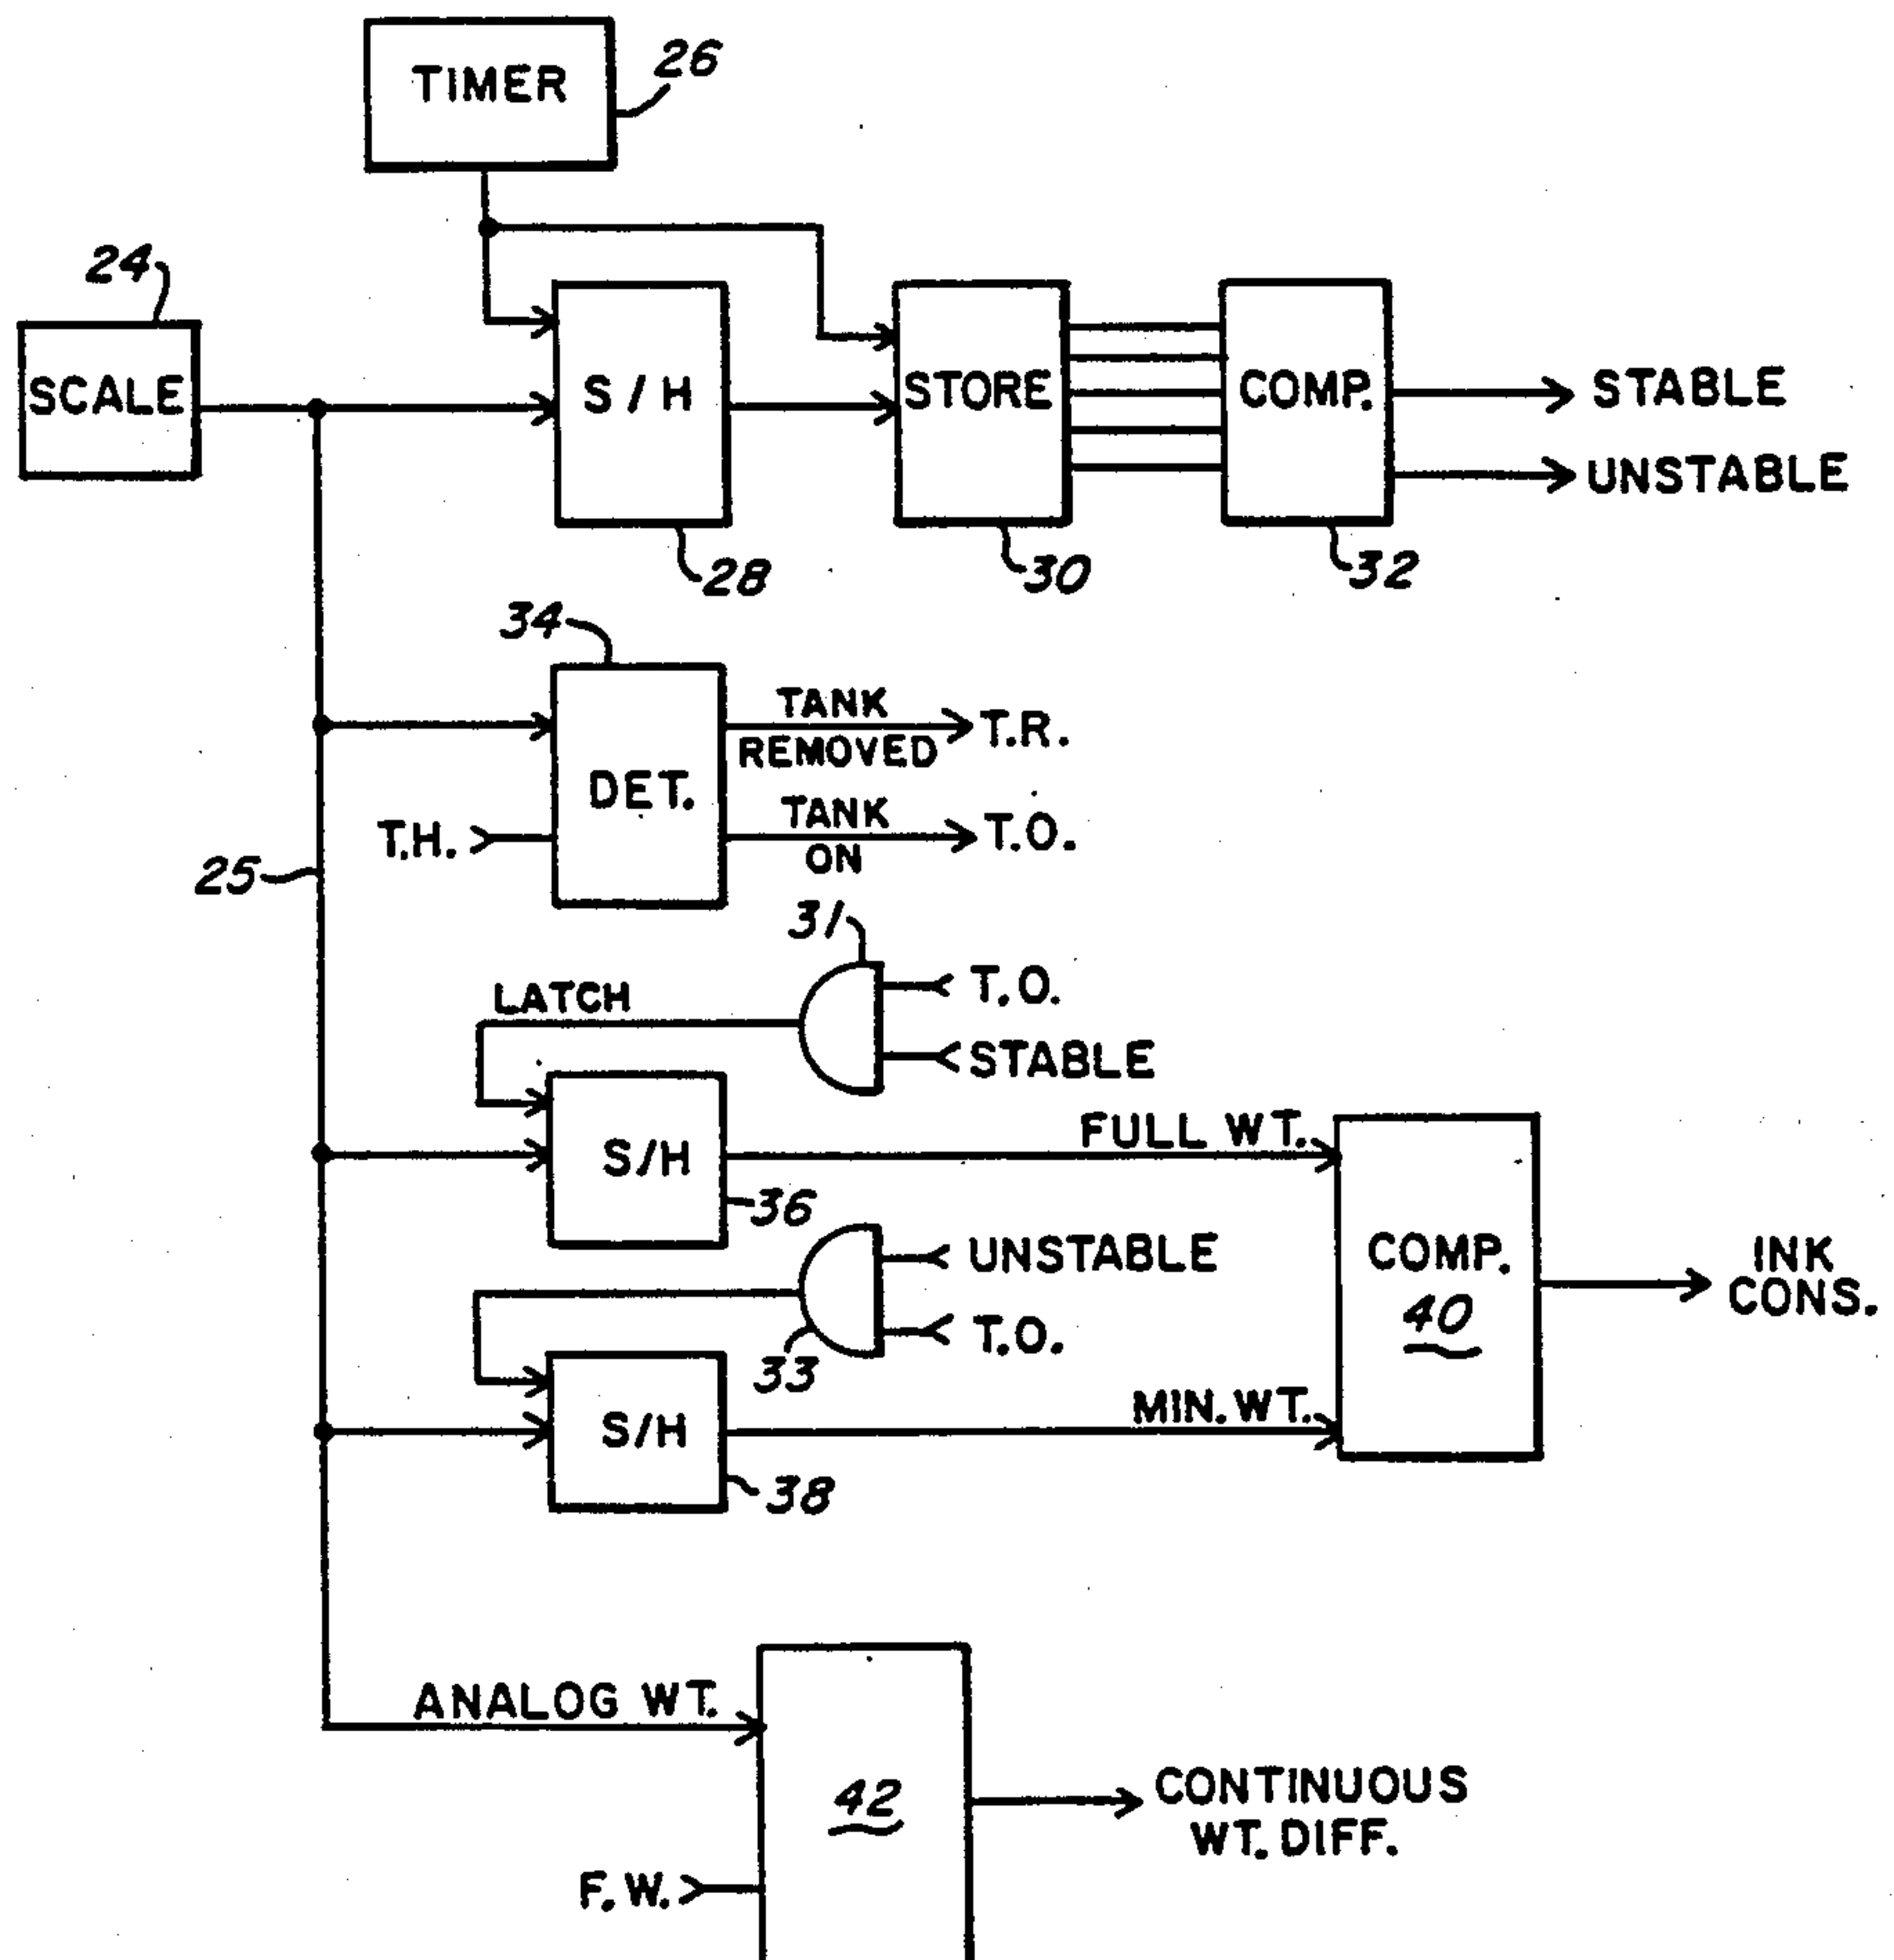 TIMER
26
24
SCALE
S / H
STORE
COMP.
STABLE
UNSTABLE
28
30
32
34
TANK
REMOVED
T.R.
DET.
T.H.
TANK
ON
T.O.
25
31
LATCH
T.O.
STABLE
S/H
FULL WT.
36
UNSTABLE
COMP.
40
INK
CONS.
T.O.
33
S/H
MIN. WT.
38
ANALOG WT.
42
CONTINUOUS
WT. DIFF.
F.W.